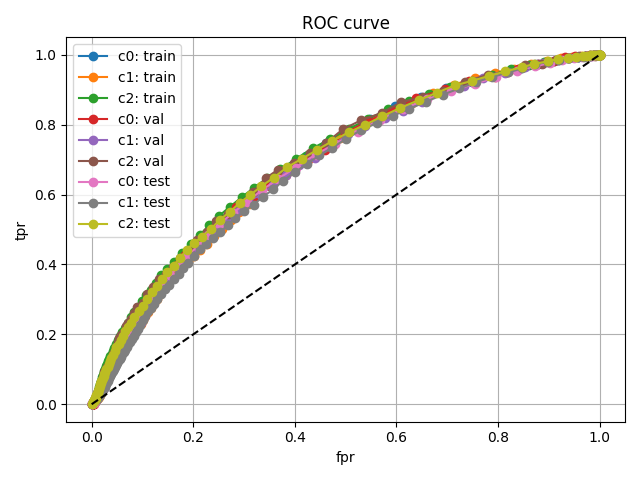 ROC curve
c0: train
c1: train
c2: train
c0: val
c1: val
c2: val
c0: test
c1: test
c2: test
tpr
1.0
0.8
0.6
0.4
0.2
0.0
0.0 0.2 0.4 0.6 0.8 1.0
fpr